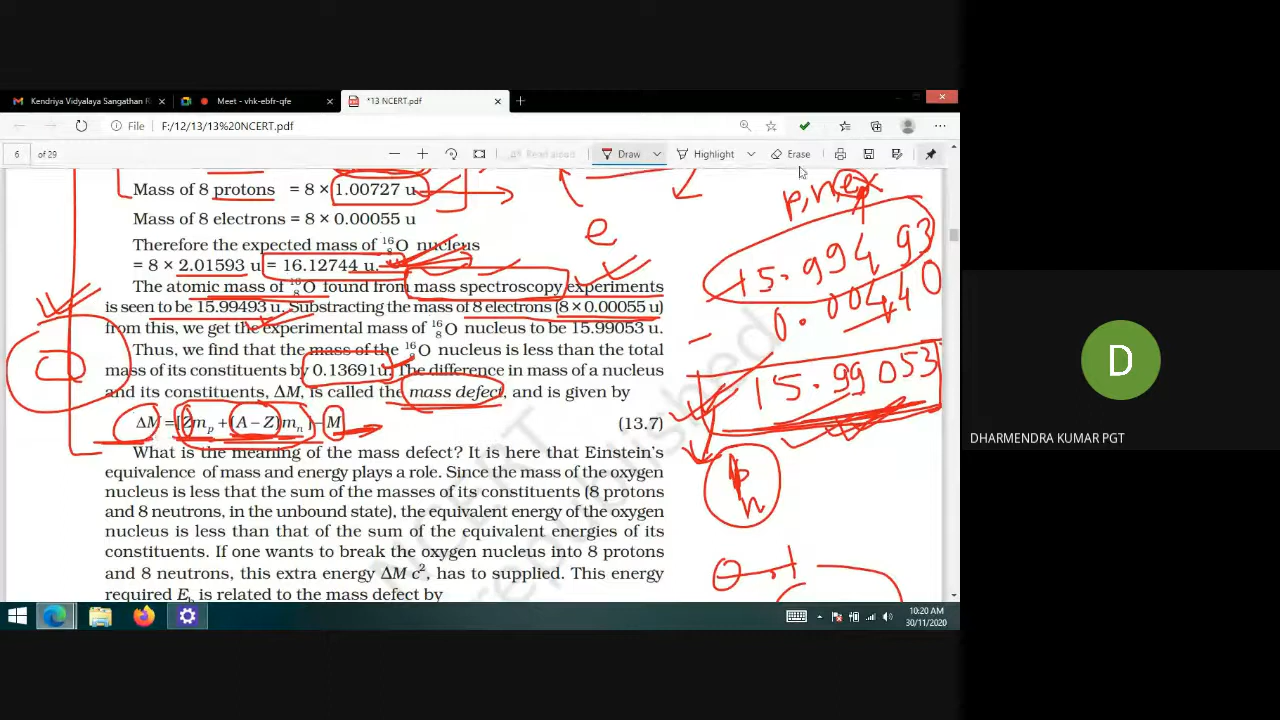 Kendriya Vidyalaya Sangathan R
Meet - vhk-ebfr-qfe
*13 NCERT.pdf
File
F:/12/13/13%20NCERT.pdf
6 of 29
Read aloud
Draw
Highlight
Erase
Mass of 8 protons = 8 × 1.00727 u
Mass of 8 electrons = 8 × 0.00055 u
Therefore the expected mass of ¹⁶₈O nucleus
= 8 × 2.01593 u = 16.12744 u.
The atomic mass of ¹⁶₈O found from mass spectroscopy experiments
is seen to be 15.99493 u. Substracting the mass of 8 electrons (8 × 0.00055 u)
from this, we get the experimental mass of ¹⁶₈O nucleus to be 15.99053 u.
Thus, we find that the mass of the ¹⁶₈O nucleus is less than the total
mass of its constituents by 0.13691u. The difference in mass of a nucleus
and its constituents, ΔM, is called the mass defect, and is given by
ΔM = [Zmp + (A − Z)mn] − M (13.7)
What is the meaning of the mass defect? It is here that Einstein's
equivalence of mass and energy plays a role. Since the mass of the oxygen
nucleus is less that the sum of the masses of its constituents (8 protons
and 8 neutrons, in the unbound state), the equivalent energy of the oxygen
nucleus is less than that of the sum of the equivalent energies of its
constituents. If one wants to break the oxygen nucleus into 8 protons
and 8 neutrons, this extra energy ΔM c², has to supplied. This energy
required Eb is related to the mass defect by
p, n, e
e
15.99493
- 0.00440
15.99053
p
n
NCERT
republished
D
DHARMENDRA KUMAR PGT
10:20 AM
30/11/2020